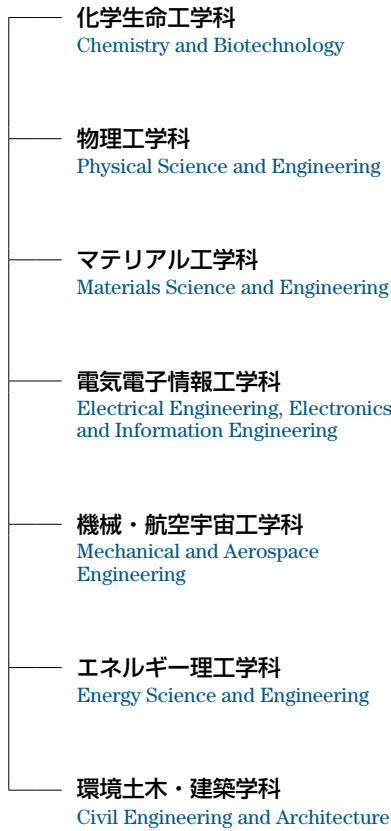 化学生命工学科
Chemistry and Biotechnology
物理工学科
Physical Science and Engineering
マテリアル工学科
Materials Science and Engineering
電気電子情報工学科
Electrical Engineering, Electronics
and Information Engineering
機械・航空宇宙工学科
Mechanical and Aerospace
Engineering
エネルギー理工学科
Energy Science and Engineering
環境土木・建築学科
Civil Engineering and Architecture